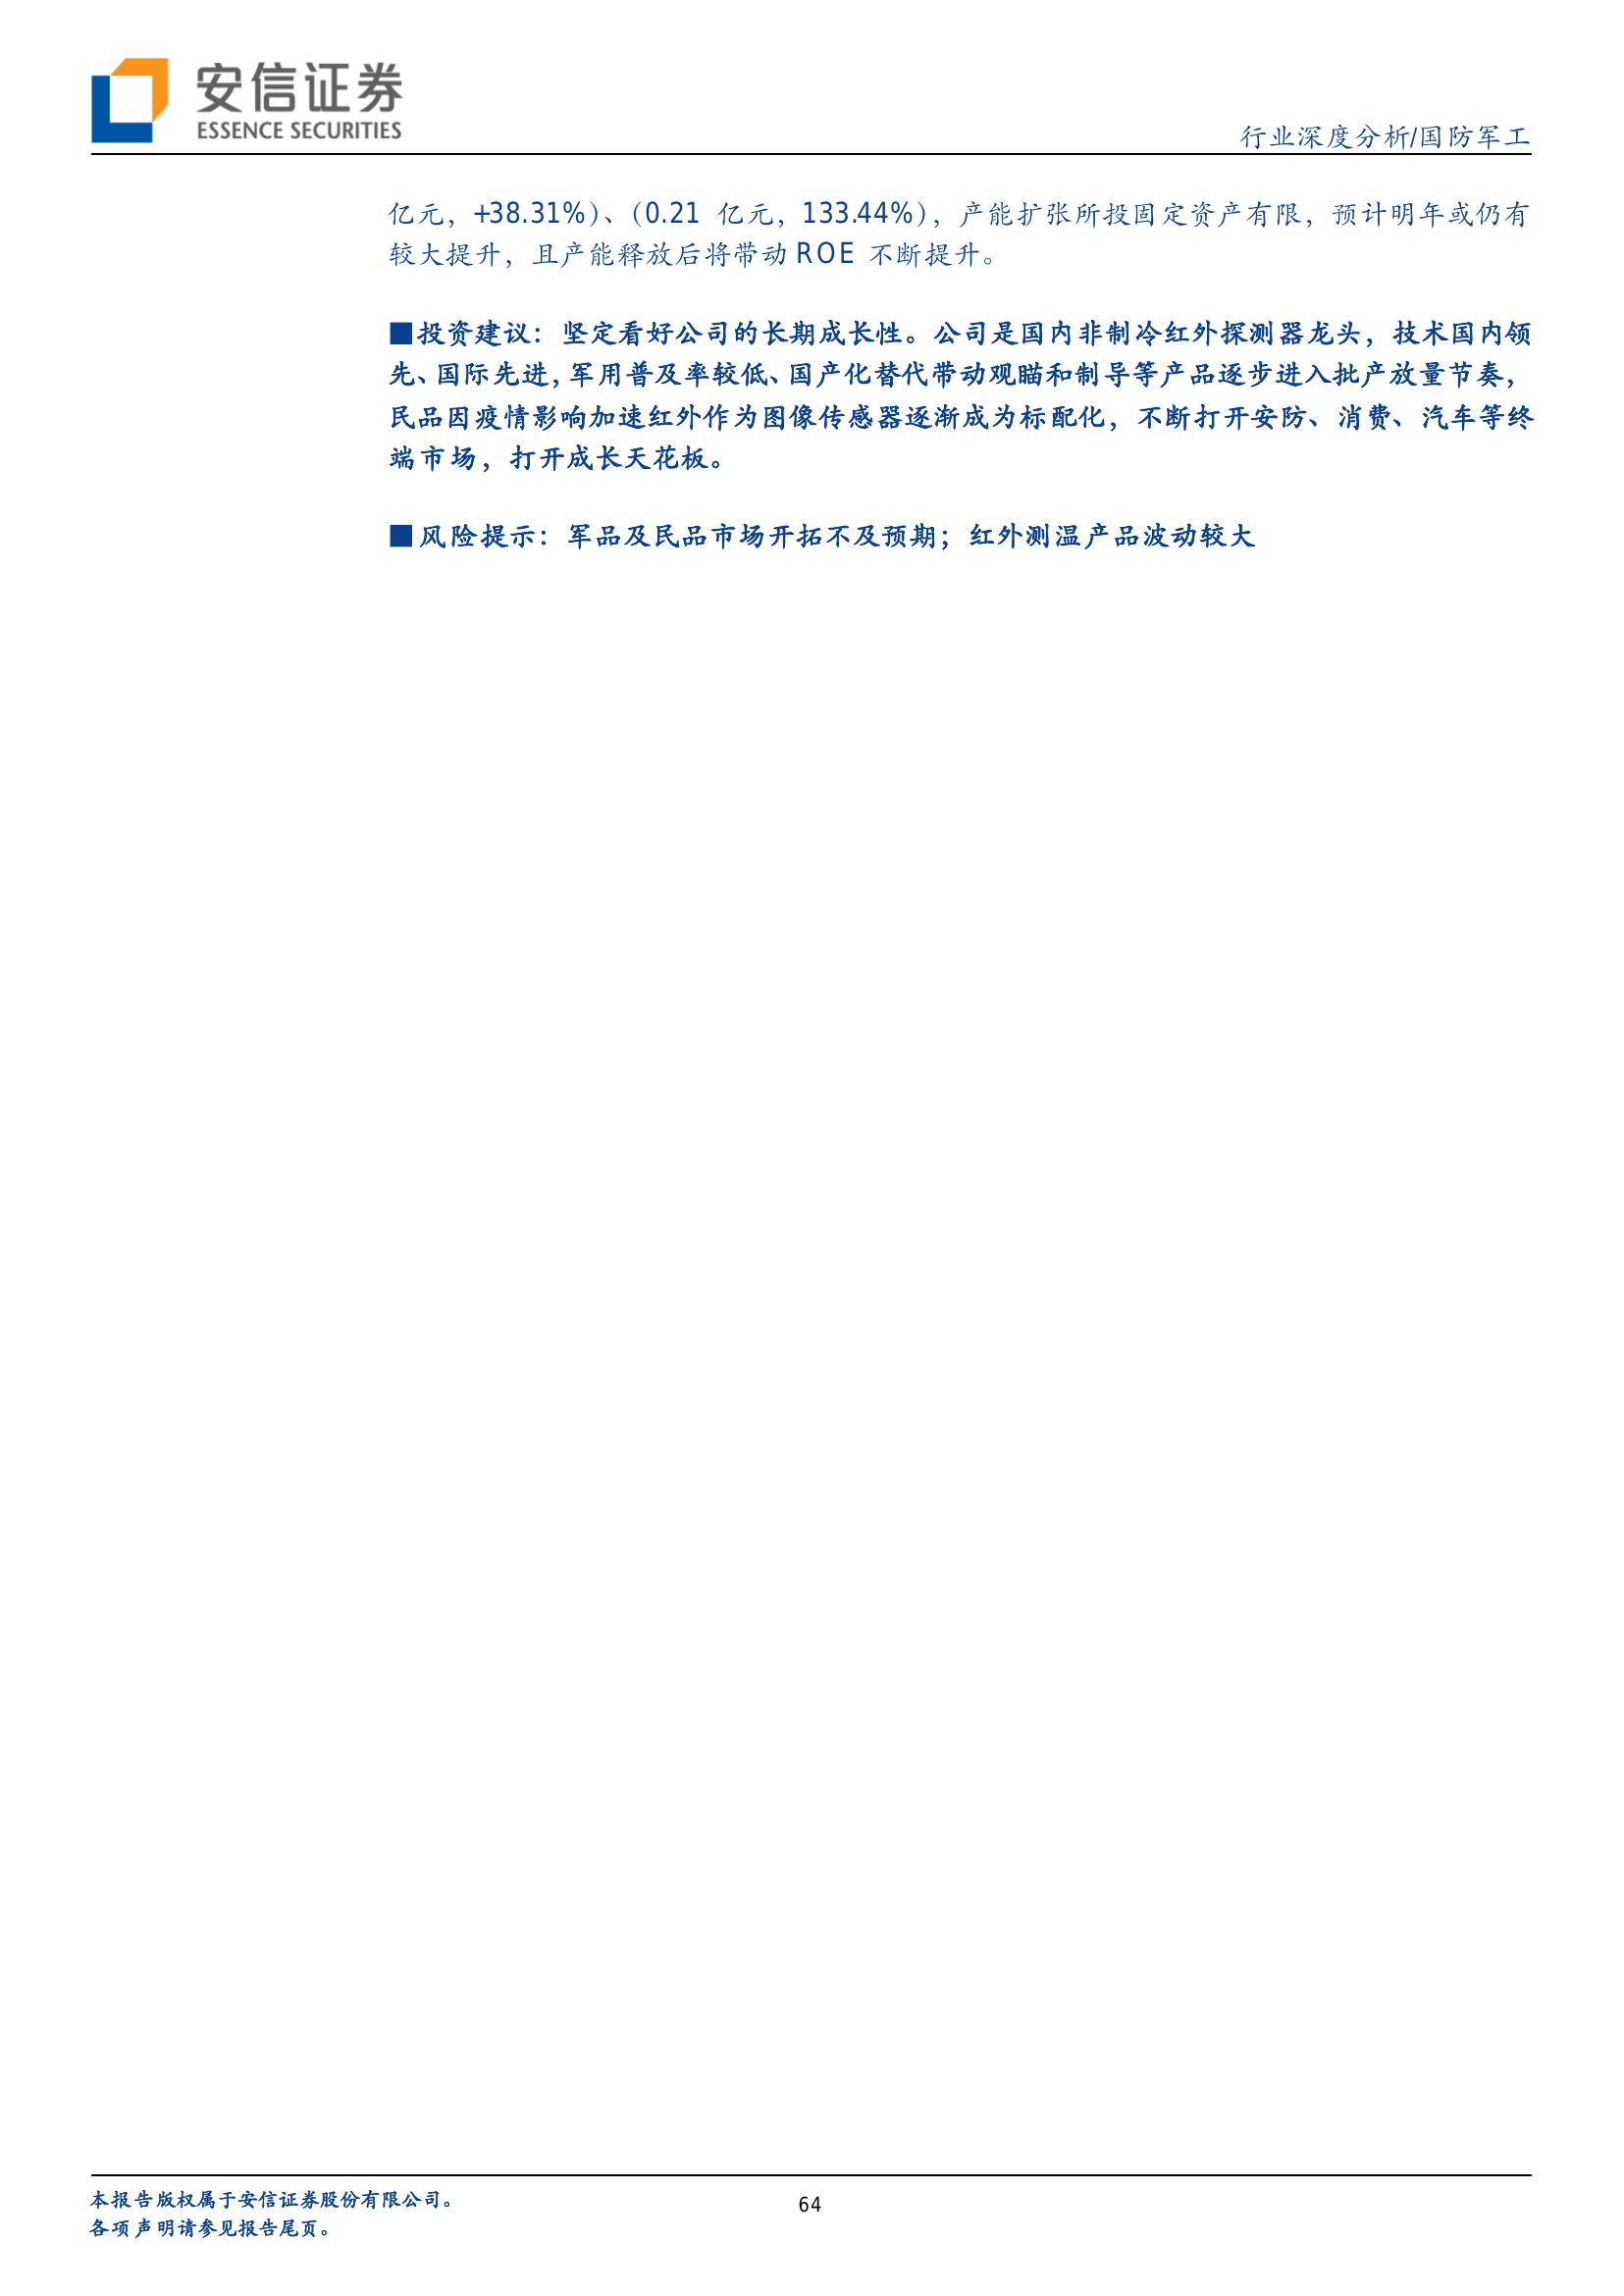 安信证券
ESSENCE SECURITIES
行业深度分析/国防军工
亿元，+38.31%）、（0.21 亿元，133.44%），产能扩张所投固定资产有限，预计明年或仍有
较大提升，且产能释放后将带动 ROE 不断提升。
■投资建议：坚定看好公司的长期成长性。公司是国内非制冷红外探测器龙头，技术国内领
先、国际先进，军用普及率较低、国产化替代带动观瞄和制导等产品逐步进入批产放量节奏，
民品因疫情影响加速红外作为图像传感器逐渐成为标配化，不断打开安防、消费、汽车等终
端市场，打开成长天花板。
■风险提示：军品及民品市场开拓不及预期；红外测温产品波动较大
本报告版权属于安信证券股份有限公司。
各项声明请参见报告尾页。
64